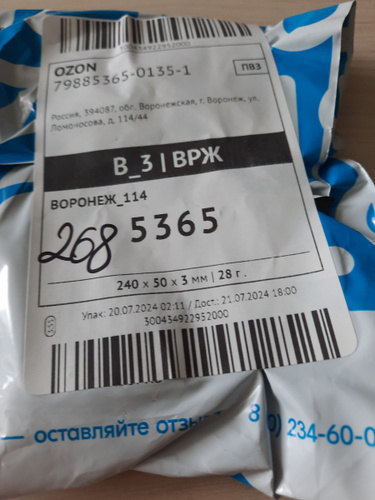 300434922952000
OZON
ПВЗ
79885365-0135-1
Россия, 394087, обл. Воронежская, г. Воронеж, ул.
Ломоносова, д. 114/44
В_3 | ВРЖ
ВОРОНЕЖ_114
268 5365
240 x 50 x 3 мм | 28 г.
Упак: 20.07.2024 02:11 / Дост.: 21.07.2024 18:00
300434922952000
— оставляйте отзы
) 234-60-0